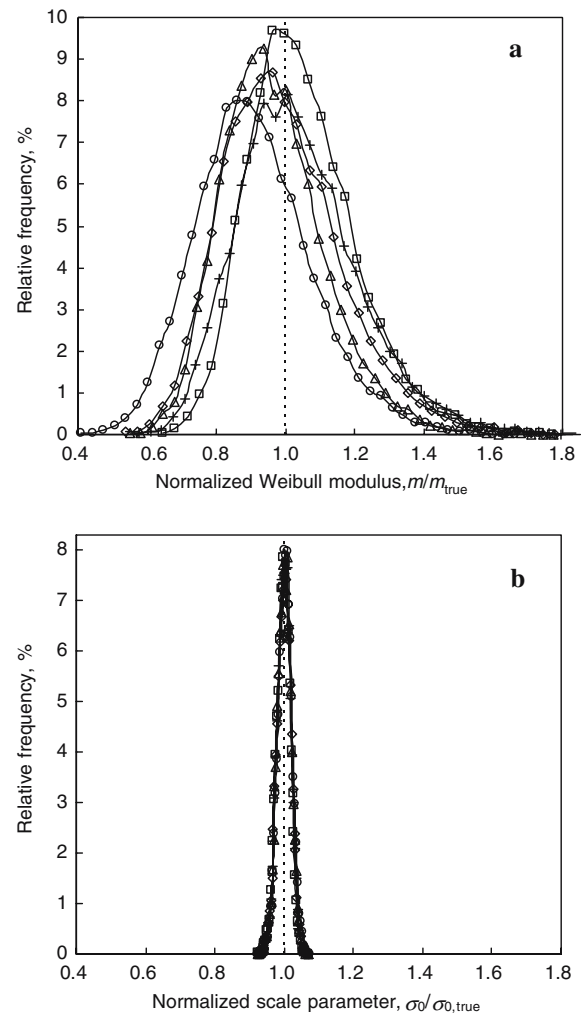 10
9
8
7
6
5
4
3
2
1
0
Relative frequency, %
a
0.4 0.6 0.8 1.0 1.2 1.4 1.6 1.8
Normalized Weibull modulus,m/mtrue
8
7
6
5
4
3
2
1
0
Relative frequency, %
b
0.4 0.6 0.8 1.0 1.2 1.4 1.6 1.8
Normalized scale parameter, σ0/σ0,true